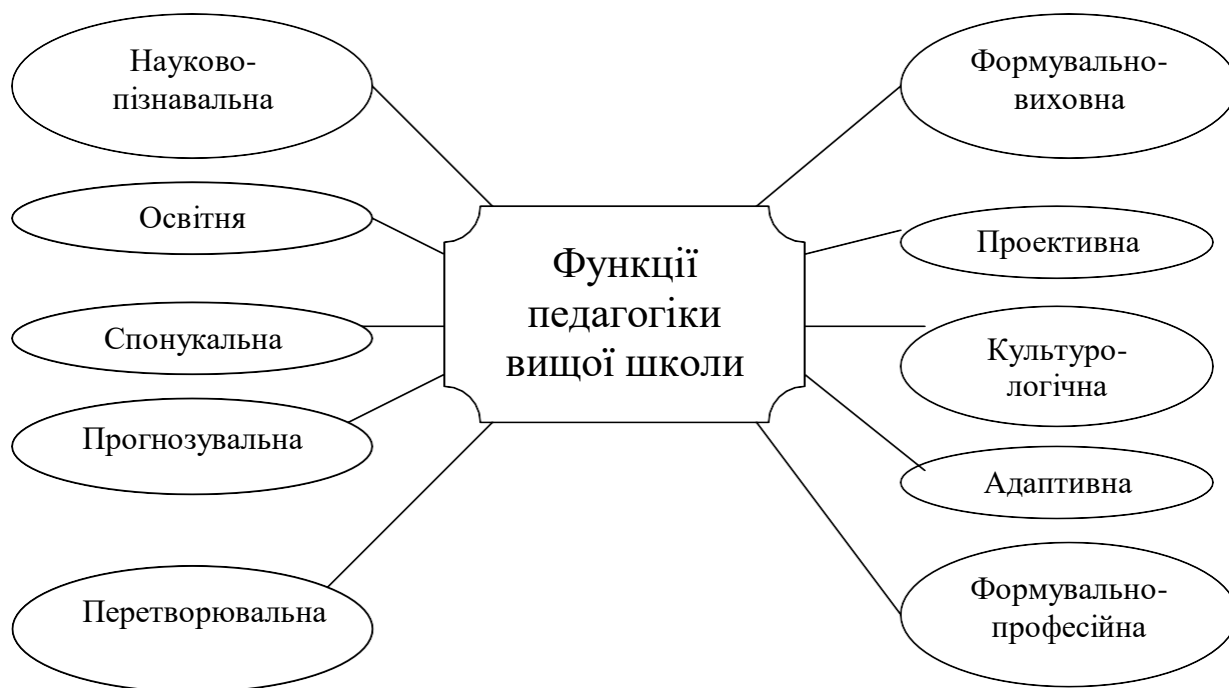 Науково-
пізнавальна
Освітня
Спонукальна
Прогнозувальна
Перетворювальна
Функції
педагогіки
вищої школи
Формувально-
виховна
Проективна
Культуро-
логічна
Адаптивна
Формувально-
професійна